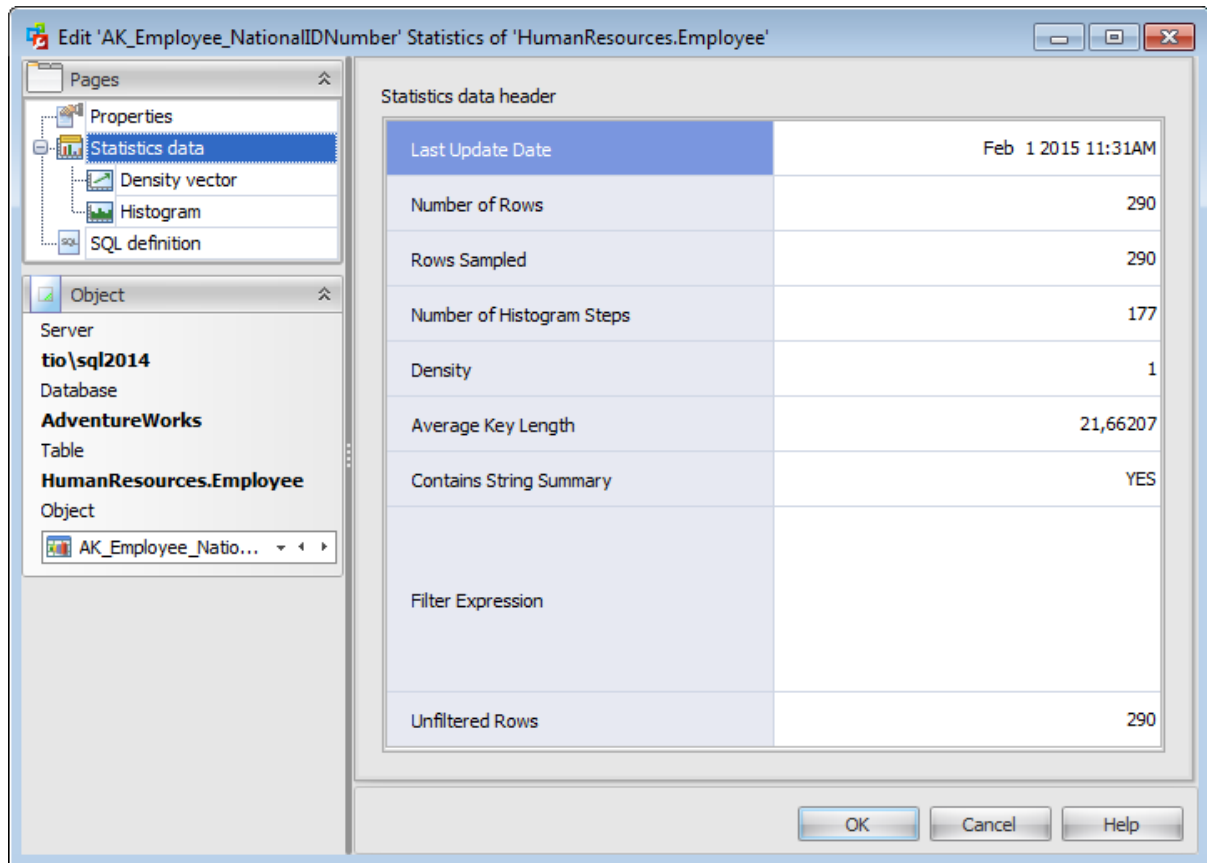 Edit 'AK_Employee_NationalIDNumber' Statistics of 'HumanResources.Employee'
Pages
Properties
Statistics data
Density vector
Histogram
SQL
SQL definition
Object
Server
tio\sql2014
Database
AdventureWorks
Table
HumanResources.Employee
Object
AK_Employee_Natio...
Statistics data header
Last Update Date Feb  1 2015 11:31AM
Number of Rows 290
Rows Sampled 290
Number of Histogram Steps 177
Density 1
Average Key Length 21,66207
Contains String Summary YES
Filter Expression
Unfiltered Rows 290
OK Cancel Help